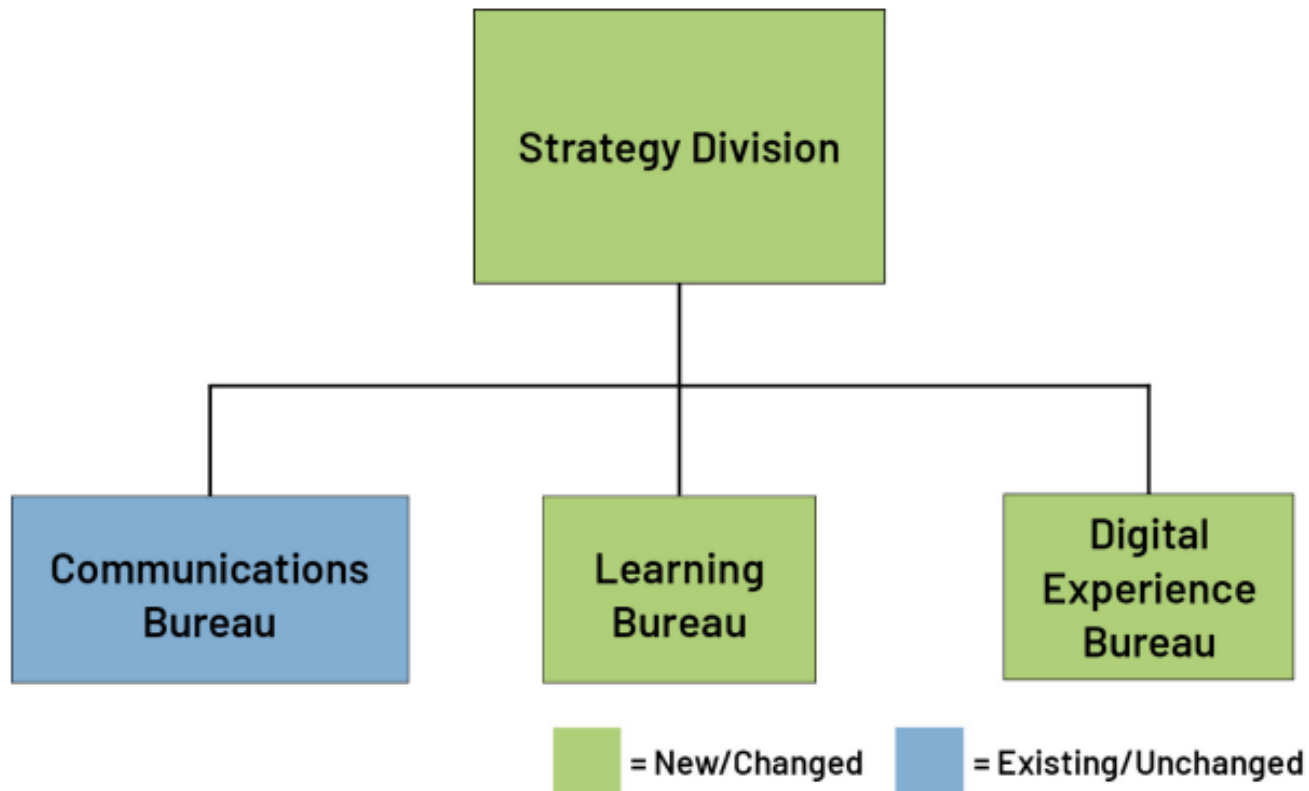 Strategy Division
Communications
Bureau
Learning
Bureau
Digital
Experience
Bureau
= New/Changed
= Existing/Unchanged